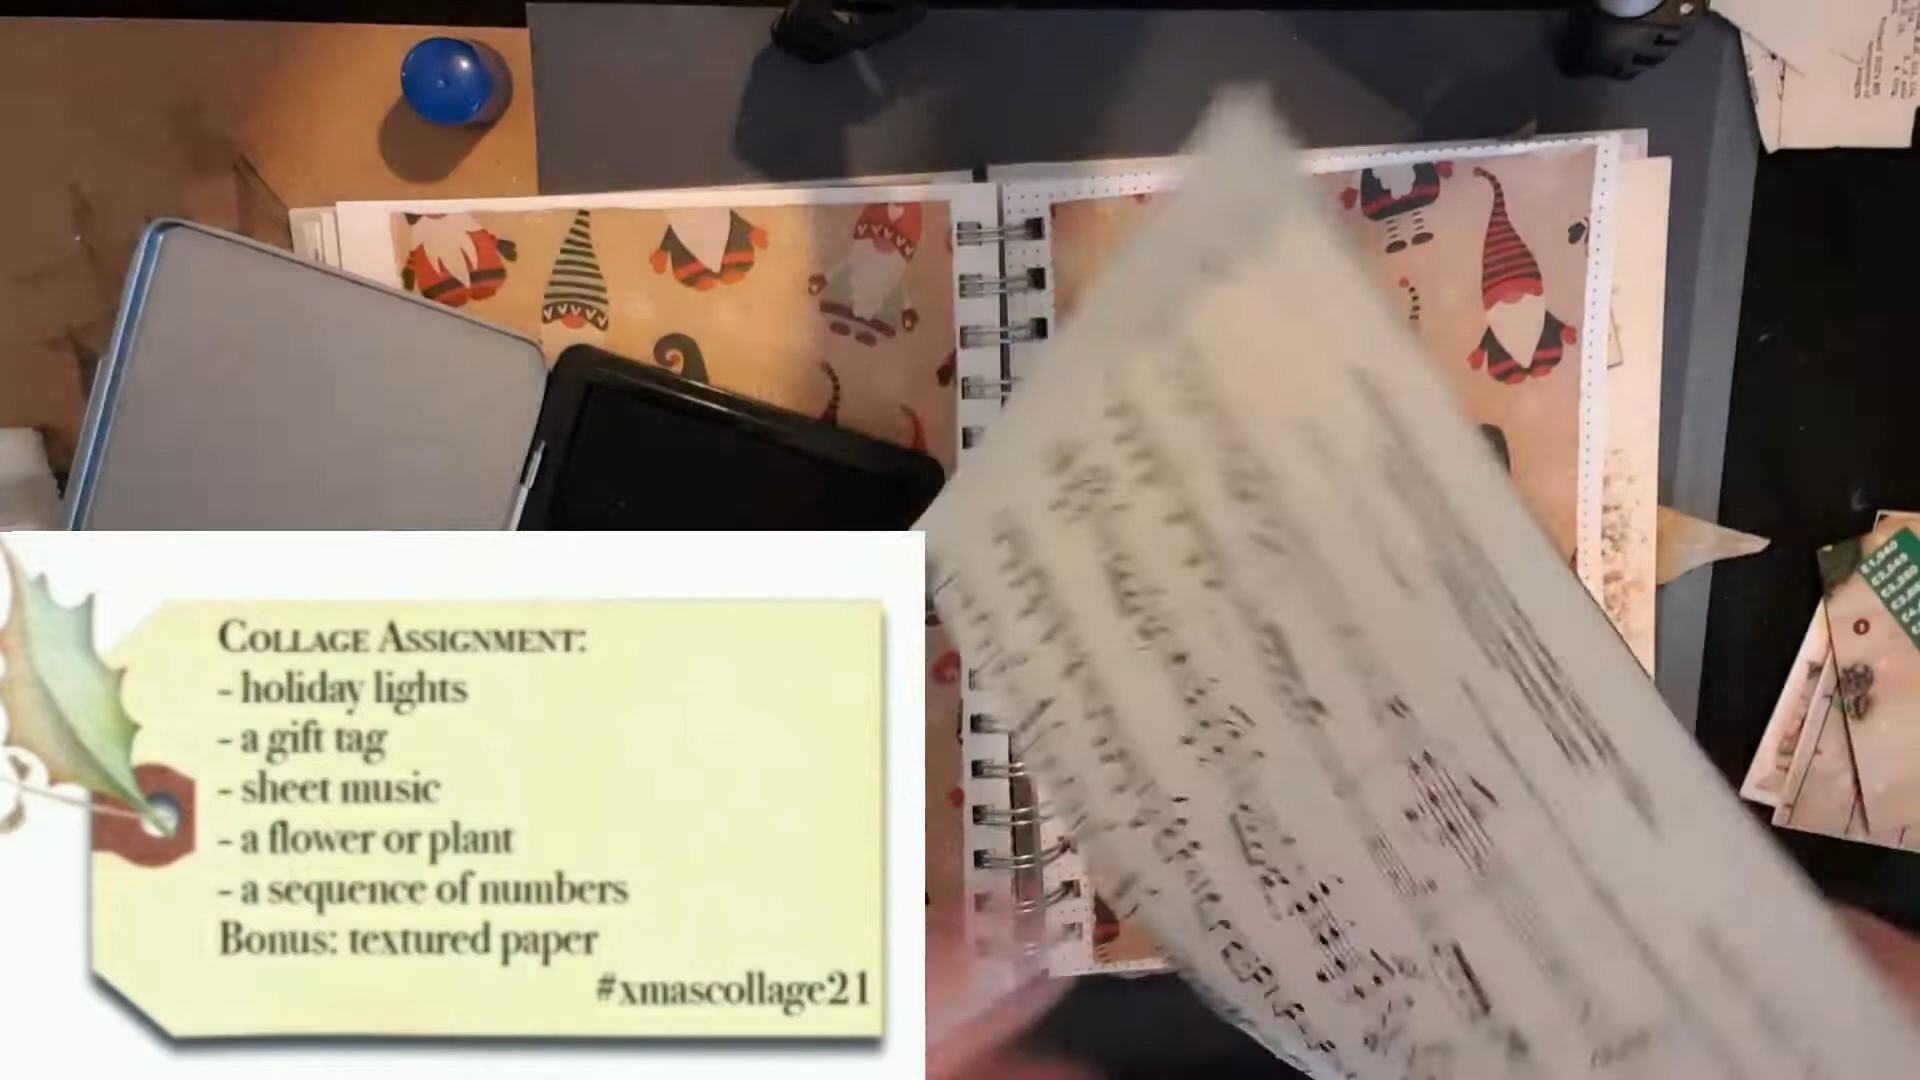 COLLAGE ASSIGNMENT:
- holiday lights
- a gift tag
- sheet music
- a flower or plant
- a sequence of numbers
Bonus: textured paper
#xmascollage21